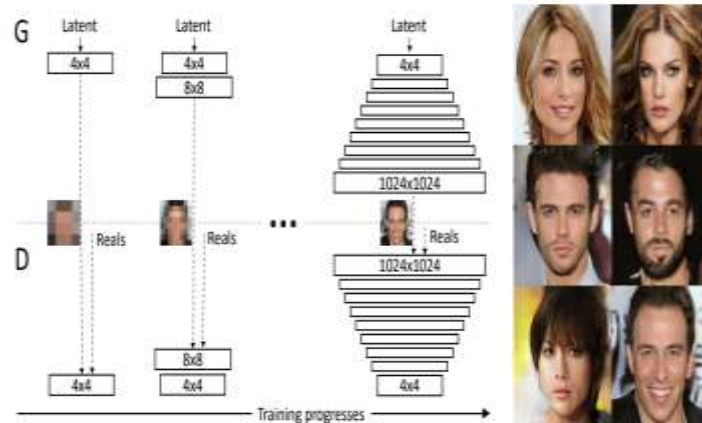 G
Latent
Latent
Latent
4x4
4x4
4x4
8x8
1024x1024
Reals
Reals
Reals
D
1024x1024
8x8
4x4
4x4
4x4
Training progresses